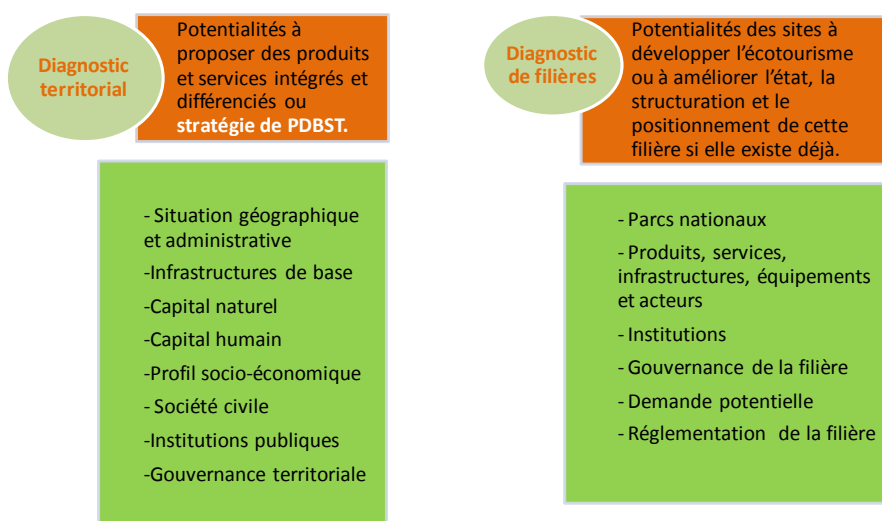 Diagnostic
territorial
Potentialités à
proposer des produits
et services intégrés et
différenciés ou
stratégie de PDBST.
- Situation géographique
et administrative
-Infrastructures de base
-Capital naturel
-Capital humain
-Profil socio-économique
- Société civile
-Institutions publiques
-Gouvernance territoriale
Diagnostic
de filières
Potentialités des sites à
développer l’écotourisme
ou à améliorer l’état, la
structuration et le
positionnement de cette
filière si elle existe déjà.
- Parcs nationaux
- Produits, services,
infrastructures, équipements
et acteurs
- Institutions
- Gouvernance de la filière
- Demande potentielle
- Réglementation de la filière